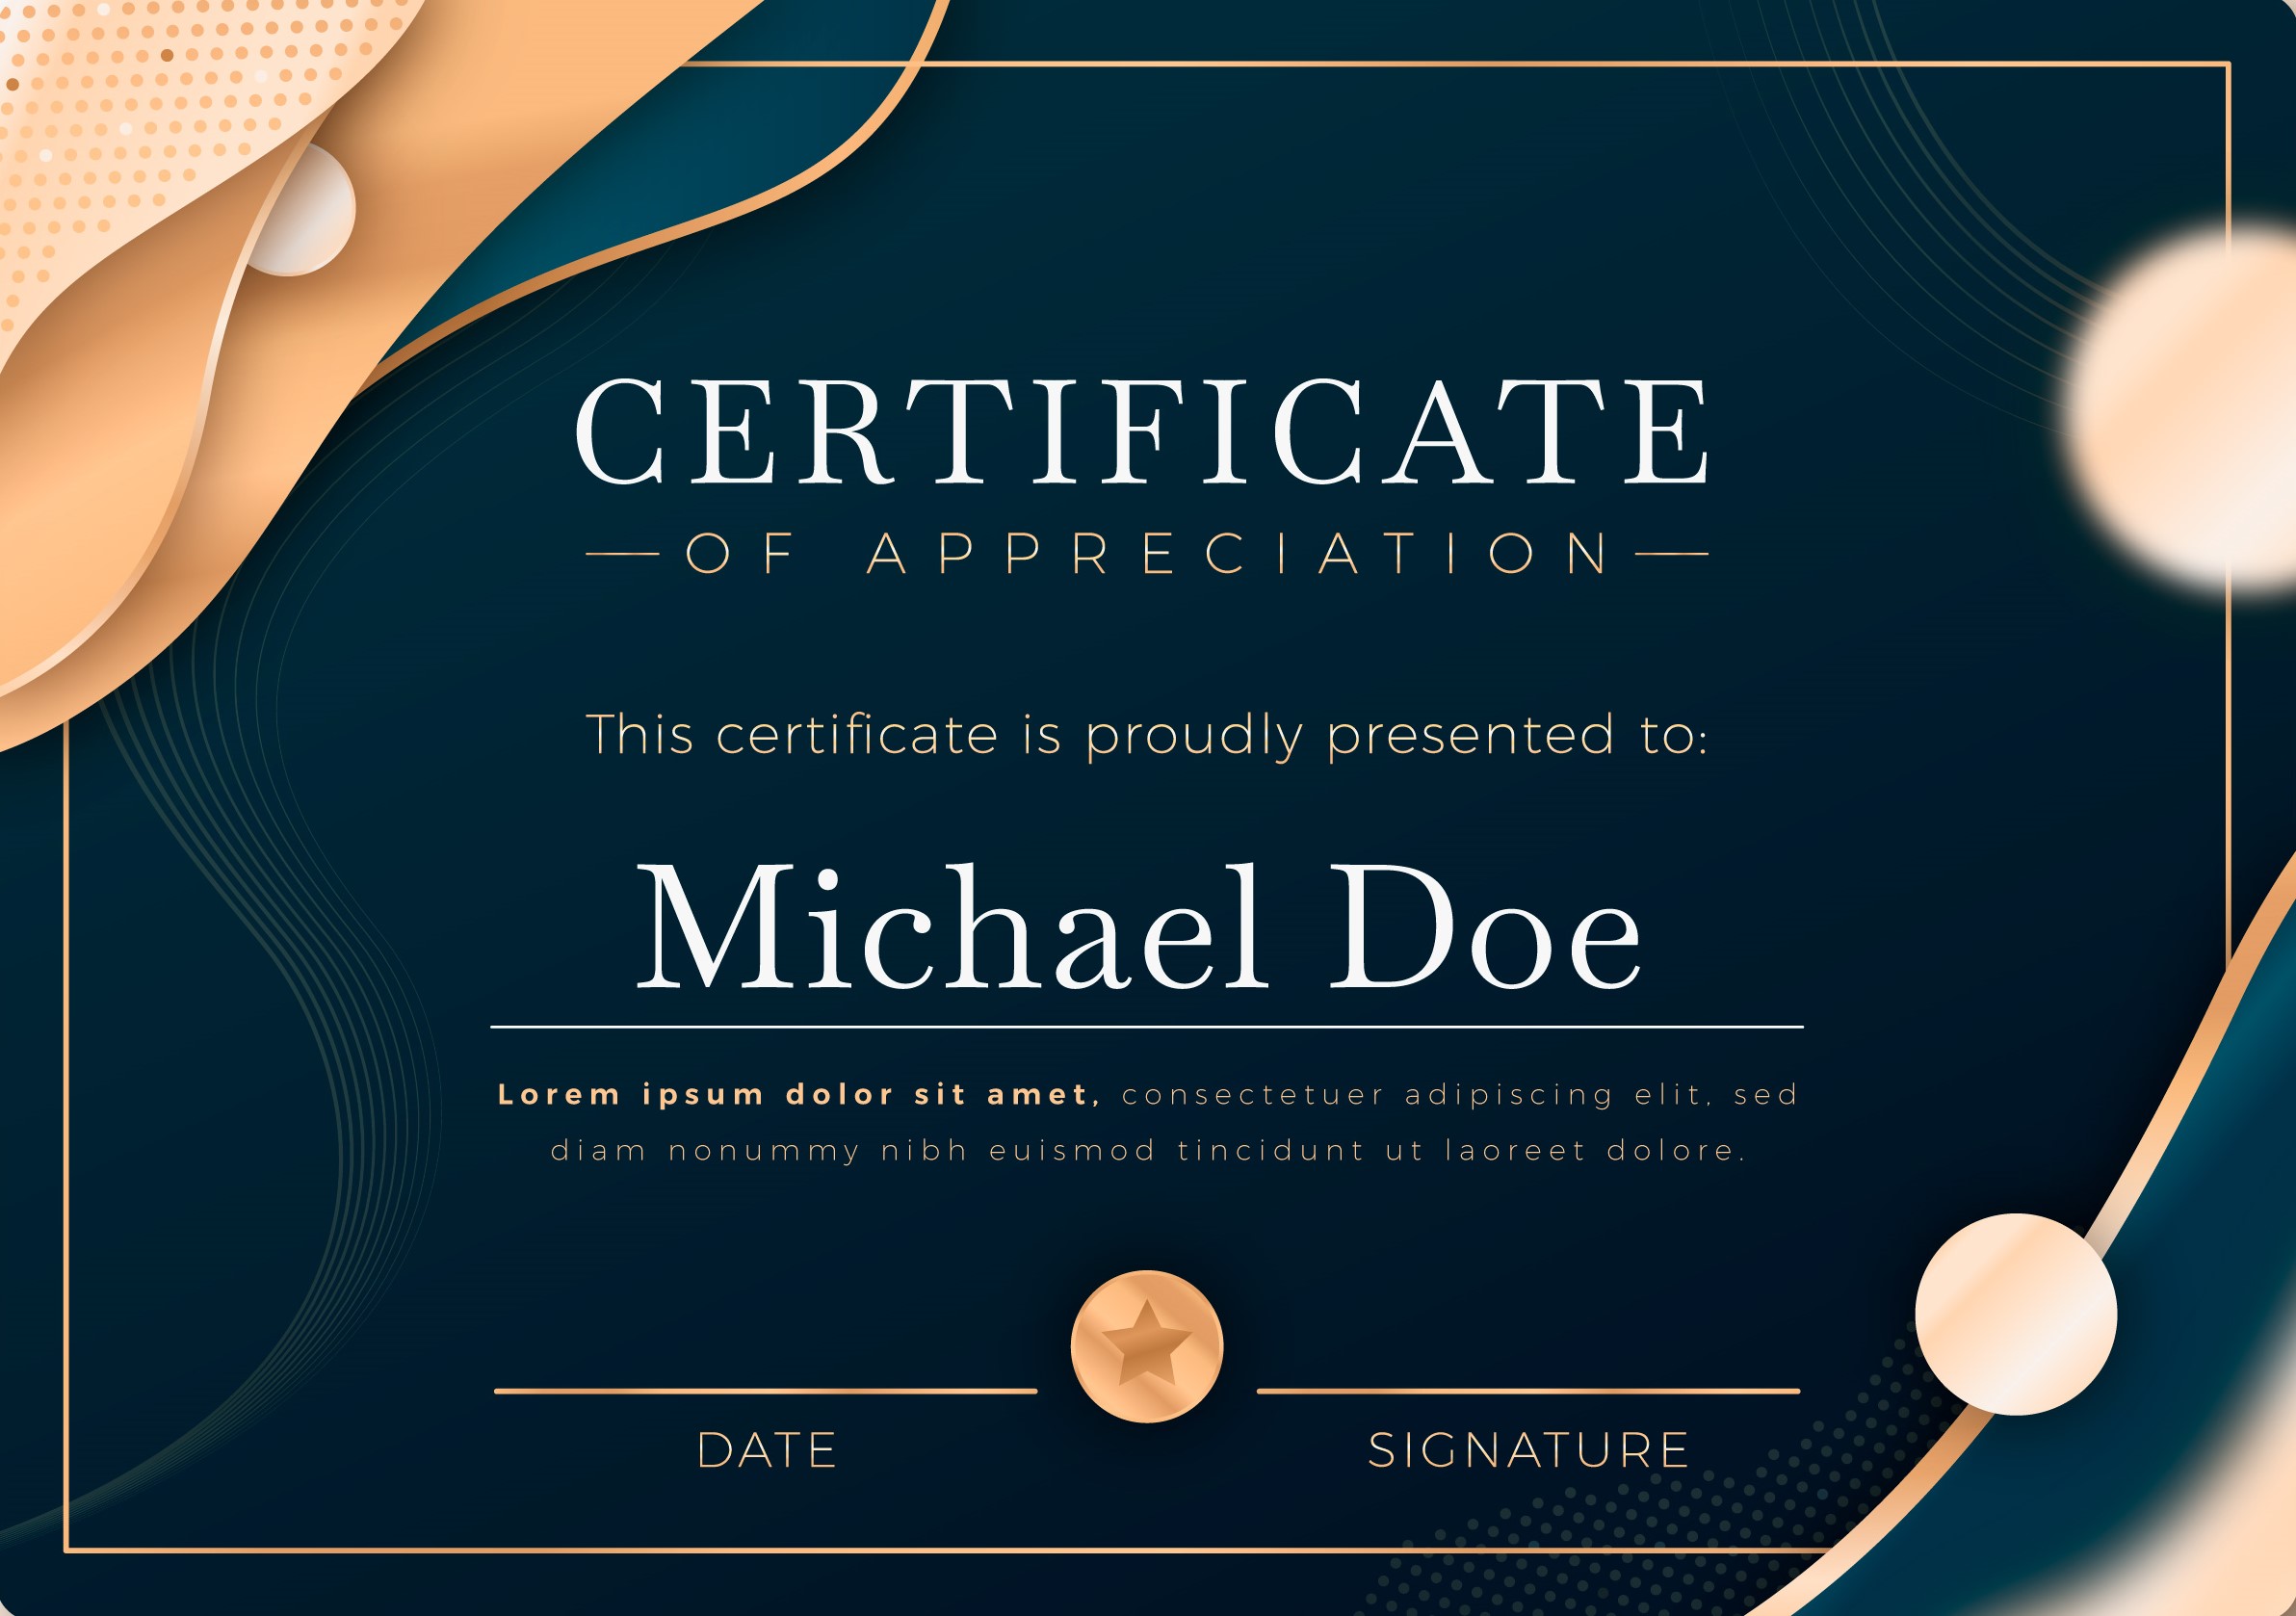 CERTIFICATE
OF APPRECIATION
This certificate is proudly presented to:
Michael Doe
Lorem ipsum dolor sit amet, consectetuer adipiscing elit, sed
diam nonummy nibh euismod tincidunt ut laoreet dolore.
DATE
SIGNATURE